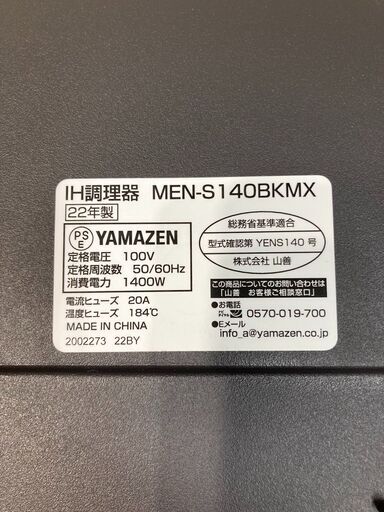 IH調理器 MEN-S140BKMX
22年製
PSE YAMAZEN
定格電圧 100V
定格周波数 50/60Hz
消費電力 1400W
電流ヒューズ 20A
温度ヒューズ 184℃
MADE IN CHINA
2002273 22BY
総務省基準適合
型式確認第 YENS140 号
株式会社 山善
この商品についてのお問い合わせは
「山善 お客様ご相談窓口」
●お電話
0570-019-700
●Eメール
info_a@yamazen.co.jp